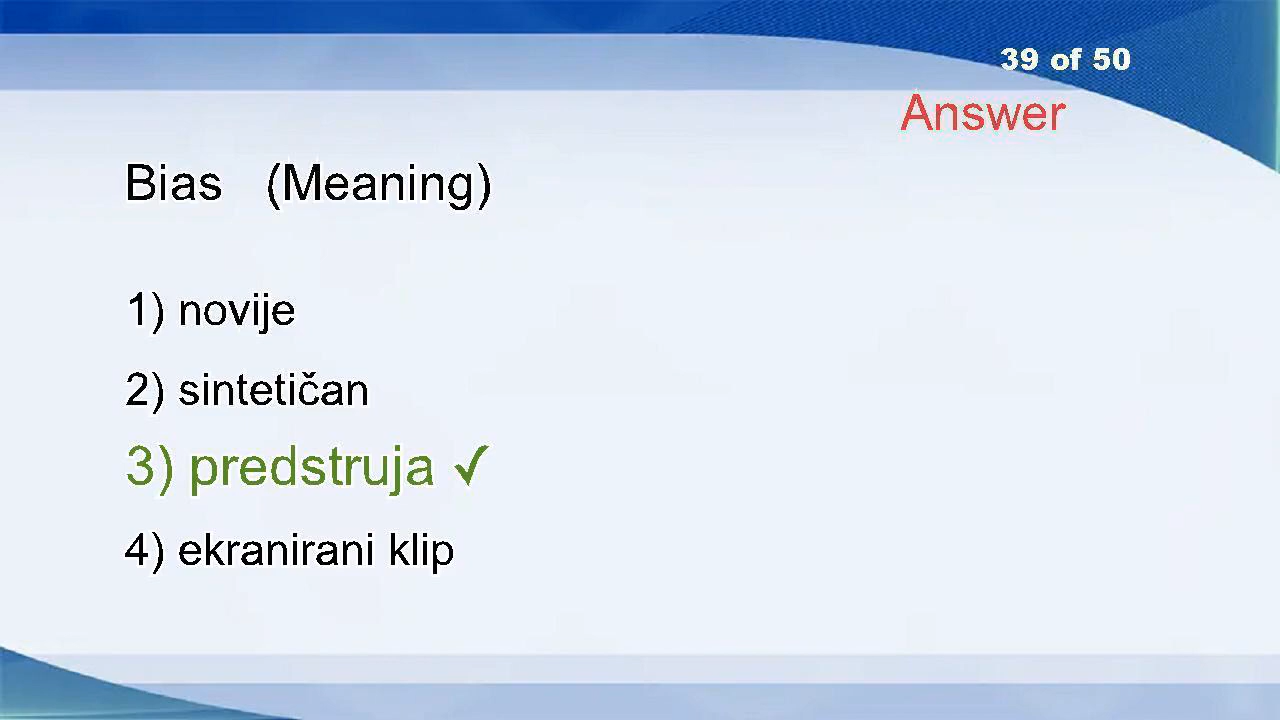 39 of 50
Answer
Bias (Meaning)
1) novije
2) sintetičan
3) predstruja ✓
4) ekranirani klip